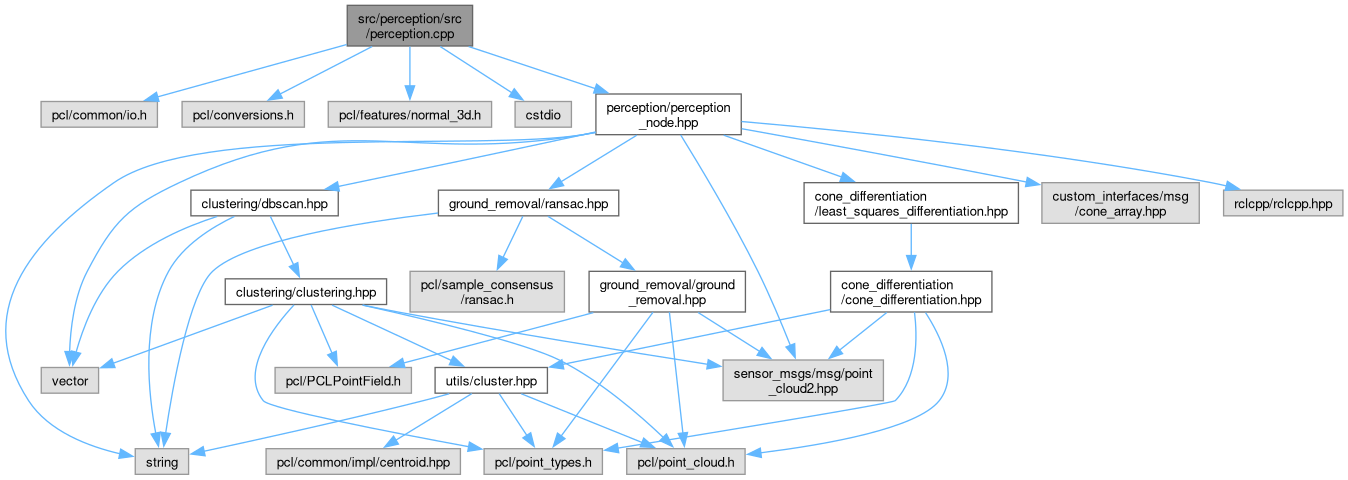 src/perception/src
/perception.cpp
pcl/common/io.h
pcl/conversions.h
pcl/features/normal_3d.h
cstdio
perception/perception
_node.hpp
clustering/dbscan.hpp
ground_removal/ransac.hpp
cone_differentiation
/least_squares_differentiation.hpp
custom_interfaces/msg
/cone_array.hpp
rclcpp/rclcpp.hpp
clustering/clustering.hpp
pcl/sample_consensus
/ransac.h
ground_removal/ground
_removal.hpp
cone_differentiation
/cone_differentiation.hpp
vector
pcl/PCLPointField.h
utils/cluster.hpp
sensor_msgs/msg/point
_cloud2.hpp
string
pcl/common/impl/centroid.hpp
pcl/point_types.h
pcl/point_cloud.h